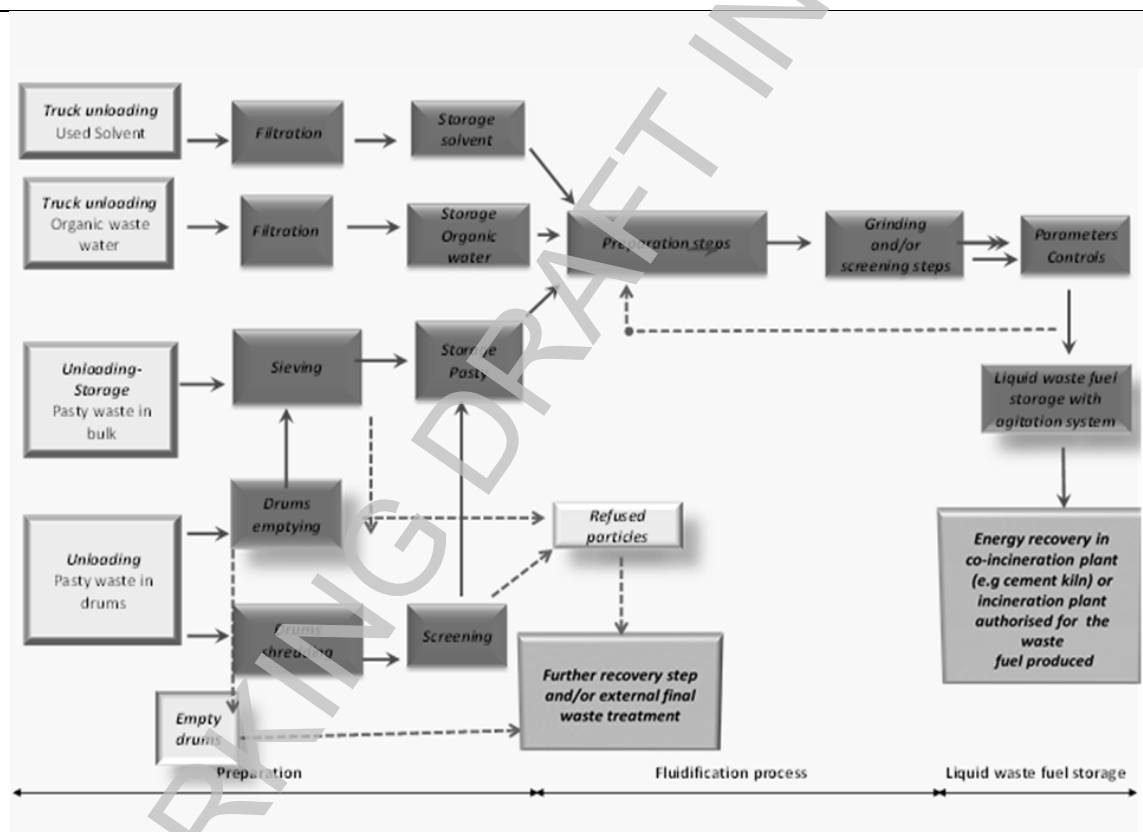 Truck unloading
Used Solvent
Filtration
Storage
solvent
Truck unloading
Organic waste
water
Filtration
Storage
Organic
water
Preparation steps
Grinding
and/or
screening steps
Parameters
Controls
Unloading-
Storage
Pasty waste in
bulk
Sieving
Storage
Pasty
Liquid waste fuel
storage with
agitation system
Drums
emptying
Refused
particles
Unloading
Pasty waste in
drums
Drums
shredding
Screening
Energy recovery in
co-incineration plant
(e.g cement kiln) or
incineration plant
authorised for the
waste
fuel produced
Further recovery step
and/or external final
waste treatment
Empty
drums
Preparation
Fluidification process
Liquid waste fuel storage
RKING DRAFT IN